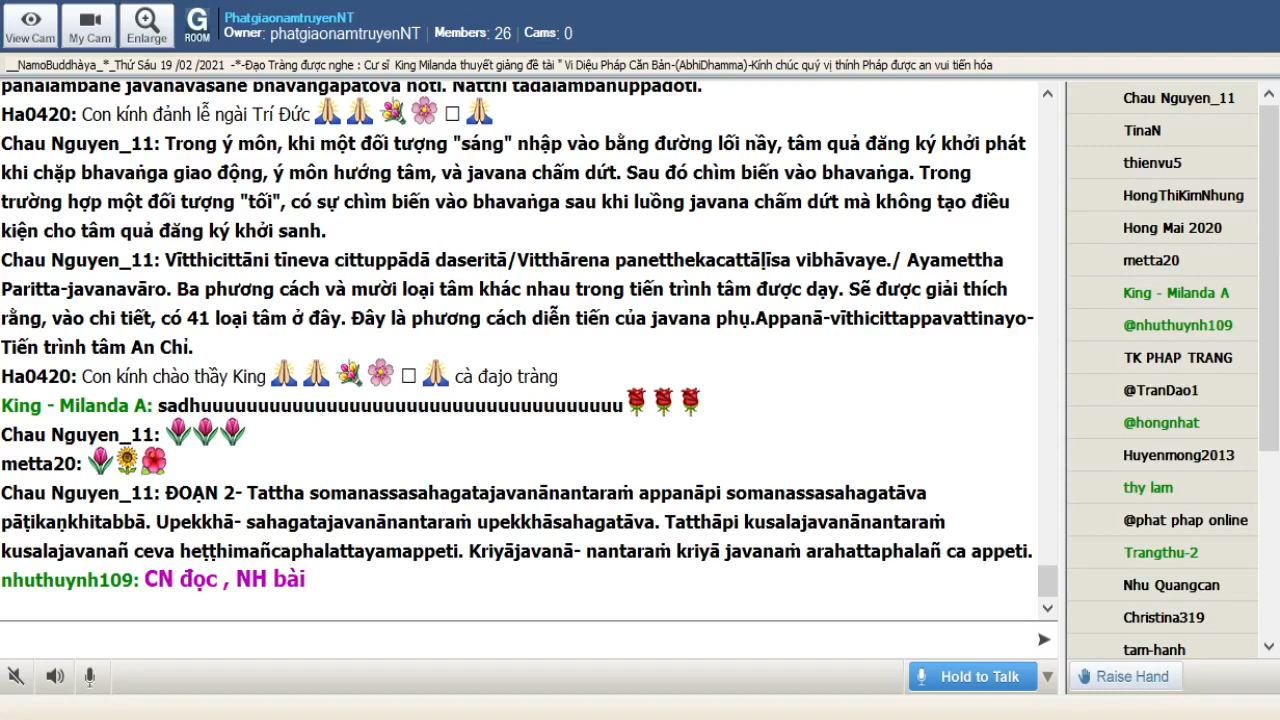 View Cam
My Cam
Enlarge
G
ROOM
PhatgiaonamtruyenNT
Owner: phatgiaonamtruyenNT | Members: 26 | Cams: 0
__NamoBuddhàya_*_Thứ Sáu 19 /02 /2021 -*-Đạo Tràng được nghe : Cư sĩ King Milanda thuyết giảng đề tài " Vi Diệu Pháp Căn Bản-(AbhiDhamma)-Kính chúc quý vị thính Pháp được an vui tiến hóa
Ha0420: Con kính đảnh lễ ngài Trí Đức
Chau Nguyen_11: Trong ý môn, khi một đối tượng "sáng" nhập vào bằng đường lối nầy, tâm quả đăng ký khởi phát
khi chặp bhavaṅga giao động, ý môn hướng tâm, và javana chấm dứt. Sau đó chìm biến vào bhavaṅga. Trong
trường hợp một đối tượng "tối", có sự chìm biến vào bhavaṅga sau khi luồng javana chấm dứt mà không tạo điều
kiện cho tâm quả đăng ký khởi sanh.
Chau Nguyen_11: Vītthicittāni tīneva cittuppādā daseritā/Vitthārena panetthekacattāḷīsa vibhāvaye./ Ayamettha
Paritta-javanavāro. Ba phương cách và mười loại tâm khác nhau trong tiến trình tâm được dạy. Sẽ được giải thích
rằng, vào chi tiết, có 41 loại tâm ở đây. Đây là phương cách diễn tiến của javana phụ.Appanā-vīthicittappavattinayo-
Tiến trình tâm An Chỉ.
Ha0420: Con kính chào thầy King cà đajo tràng
King - Milanda A: sadhuuuuuuuuuuuuuuuuuuuuuuuuuuuuuuuuuuuuuu
Chau Nguyen_11:
metta20:
Chau Nguyen_11: ĐOẠN 2- Tattha somanassasahagatajavanānantaraṁ appanāpi somanassasahagatāva
pāṭikaṇkhitabbā. Upekkhā- sahagatajavanānantaraṁ upekkhāsahagatāva. Tatthāpi kusalajavanānantaraṁ
kusalajavanañ ceva heṭṭhimañcaphalattayamappeti. Kriyājavanā- nantaraṁ kriyā javanaṁ arahattaphalañ ca appeti.
nhuthuynh109: CN đọc , NH bài
Hold to Talk
Chau Nguyen_11
TinaN
thienvu5
HongThiKimNhung
Hong Mai 2020
metta20
King - Milanda A
@nhuthuynh109
TK PHAP TRANG
@TranDao1
@hongnhat
Huyenmong2013
thy lam
@phat phap online
Trangthu-2
Nhu Quangcan
Christina319
tam-hanh
Raise Hand